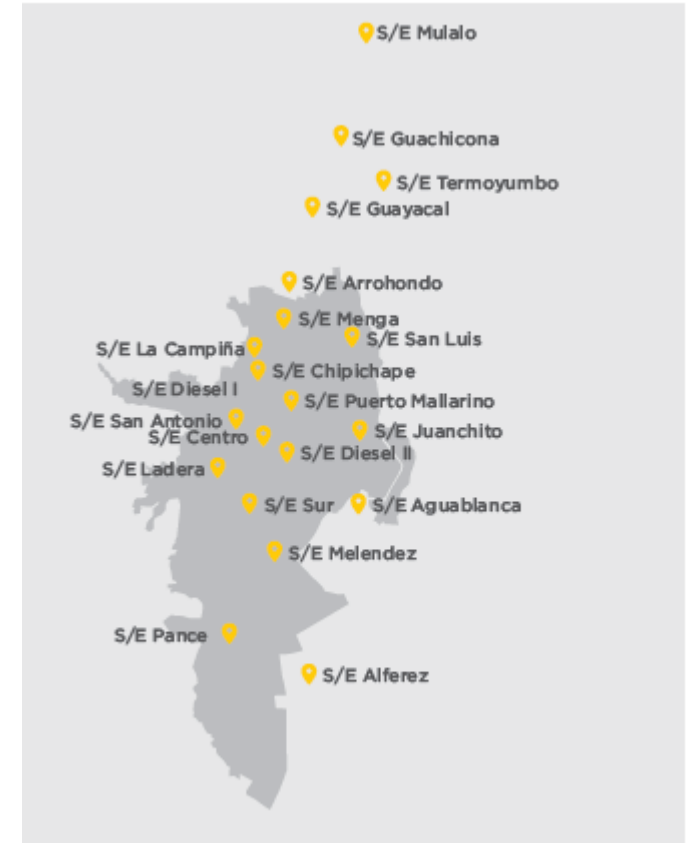 S/E Mulalo
S/E Guachicona
S/E Termoyumbo
S/E Guayacal
S/E Arrohondo
S/E Menga
S/E San Luis
S/E La Campiña
S/E Chipichape
S/E Diesel I
S/E Puerto Mallarino
S/E San Antonio
S/E Juanchito
S/E Centro
S/E Diesel II
S/E Ladera
S/E Sur
S/E Aguablanca
S/E Melendez
S/E Pance
S/E Alferez